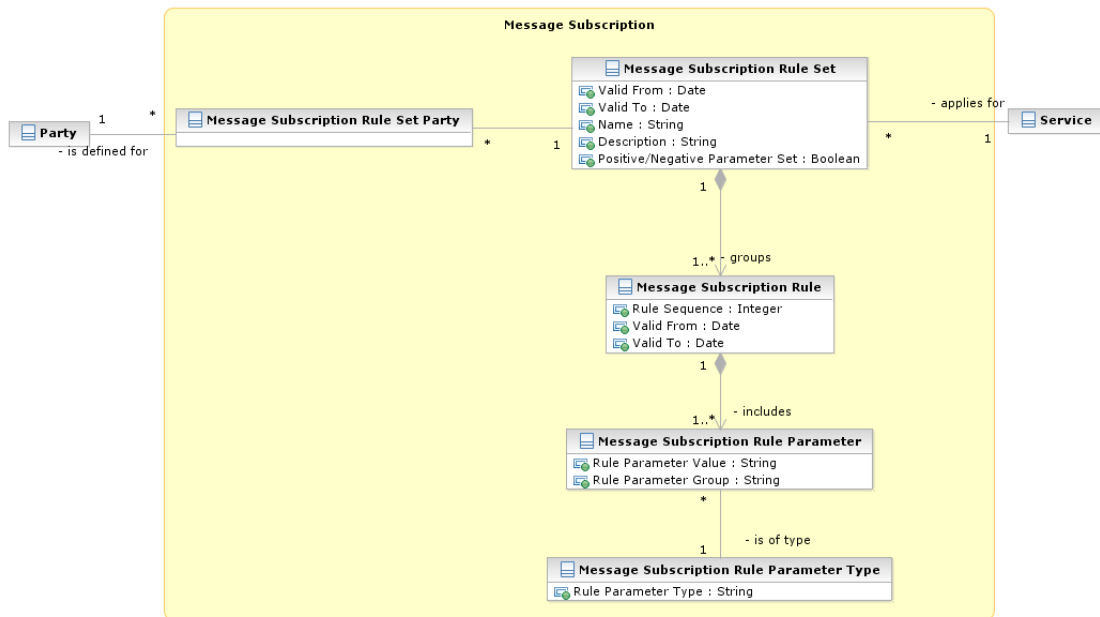 Message Subscription
Message Subscription Rule Set
Valid From : Date
Valid To : Date
Name : String
Description : String
Positive/Negative Parameter Set : Boolean
- applies for
Service
*
1
Party
1
*
- is defined for
Message Subscription Rule Set Party
*
1
1
1..*
- groups
Message Subscription Rule
Rule Sequence : Integer
Valid From : Date
Valid To : Date
1
- includes
1..*
Message Subscription Rule Parameter
Rule Parameter Value : String
Rule Parameter Group : String
*
- is of type
1
Message Subscription Rule Parameter Type
Rule Parameter Type : String